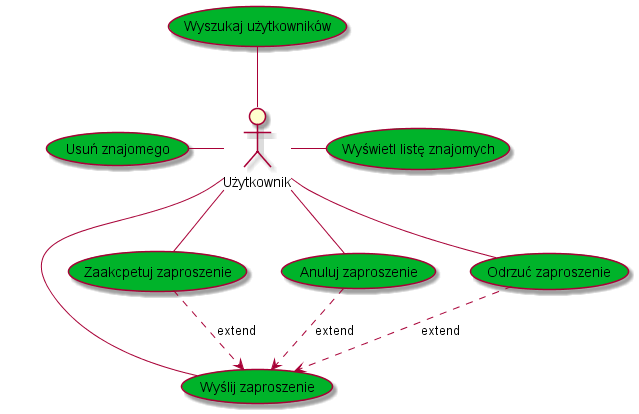 Wyszukaj użytkowników
Usuń znajomego
Wyświetl listę znajomych
Użytkownik
Zaakcpetuj zaproszenie
Anuluj zaproszenie
Odrzuć zaproszenie
extend
extend
extend
Wyślij zaproszenie